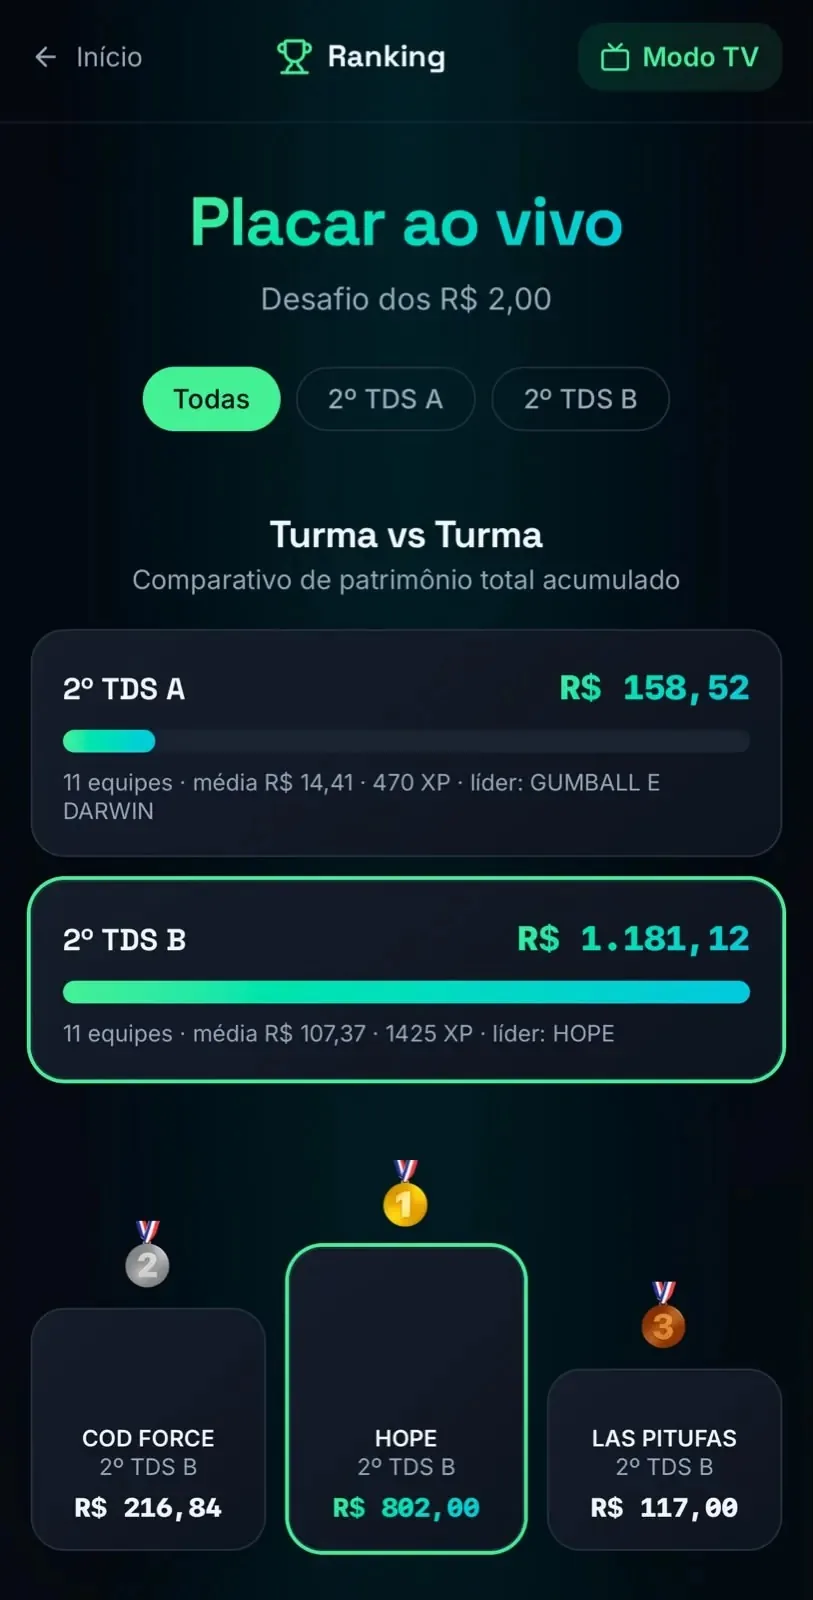 ← Início
Ranking
Modo TV
Placar ao vivo
Desafio dos R$ 2,00
Todas
2º TDS A
2º TDS B
Turma vs Turma
Comparativo de patrimônio total acumulado
2º TDS A
R$ 158,52
11 equipes · média R$ 14,41 · 470 XP · líder: GUMBALL E
DARWIN
2º TDS B
R$ 1.181,12
11 equipes · média R$ 107,37 · 1425 XP · líder: HOPE
2
COD FORCE
2º TDS B
R$ 216,84
1
HOPE
2º TDS B
R$ 802,00
3
LAS PITUFAS
2º TDS B
R$ 117,00